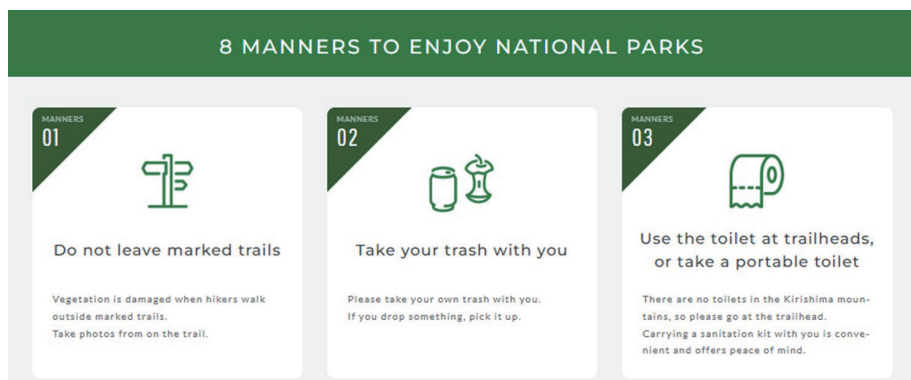 8 MANNERS TO ENJOY NATIONAL PARKS
MANNERS
01
Do not leave marked trails
Vegetation is damaged when hikers walk
outside marked trails.
Take photos from on the trail.
MANNERS
02
Take your trash with you
Please take your own trash with you.
If you drop something, pick it up.
MANNERS
03
Use the toilet at trailheads,
or take a portable toilet
There are no toilets in the Kirishima moun-
tains, so please go at the trailhead.
Carrying a sanitation kit with you is conve-
nient and offers peace of mind.